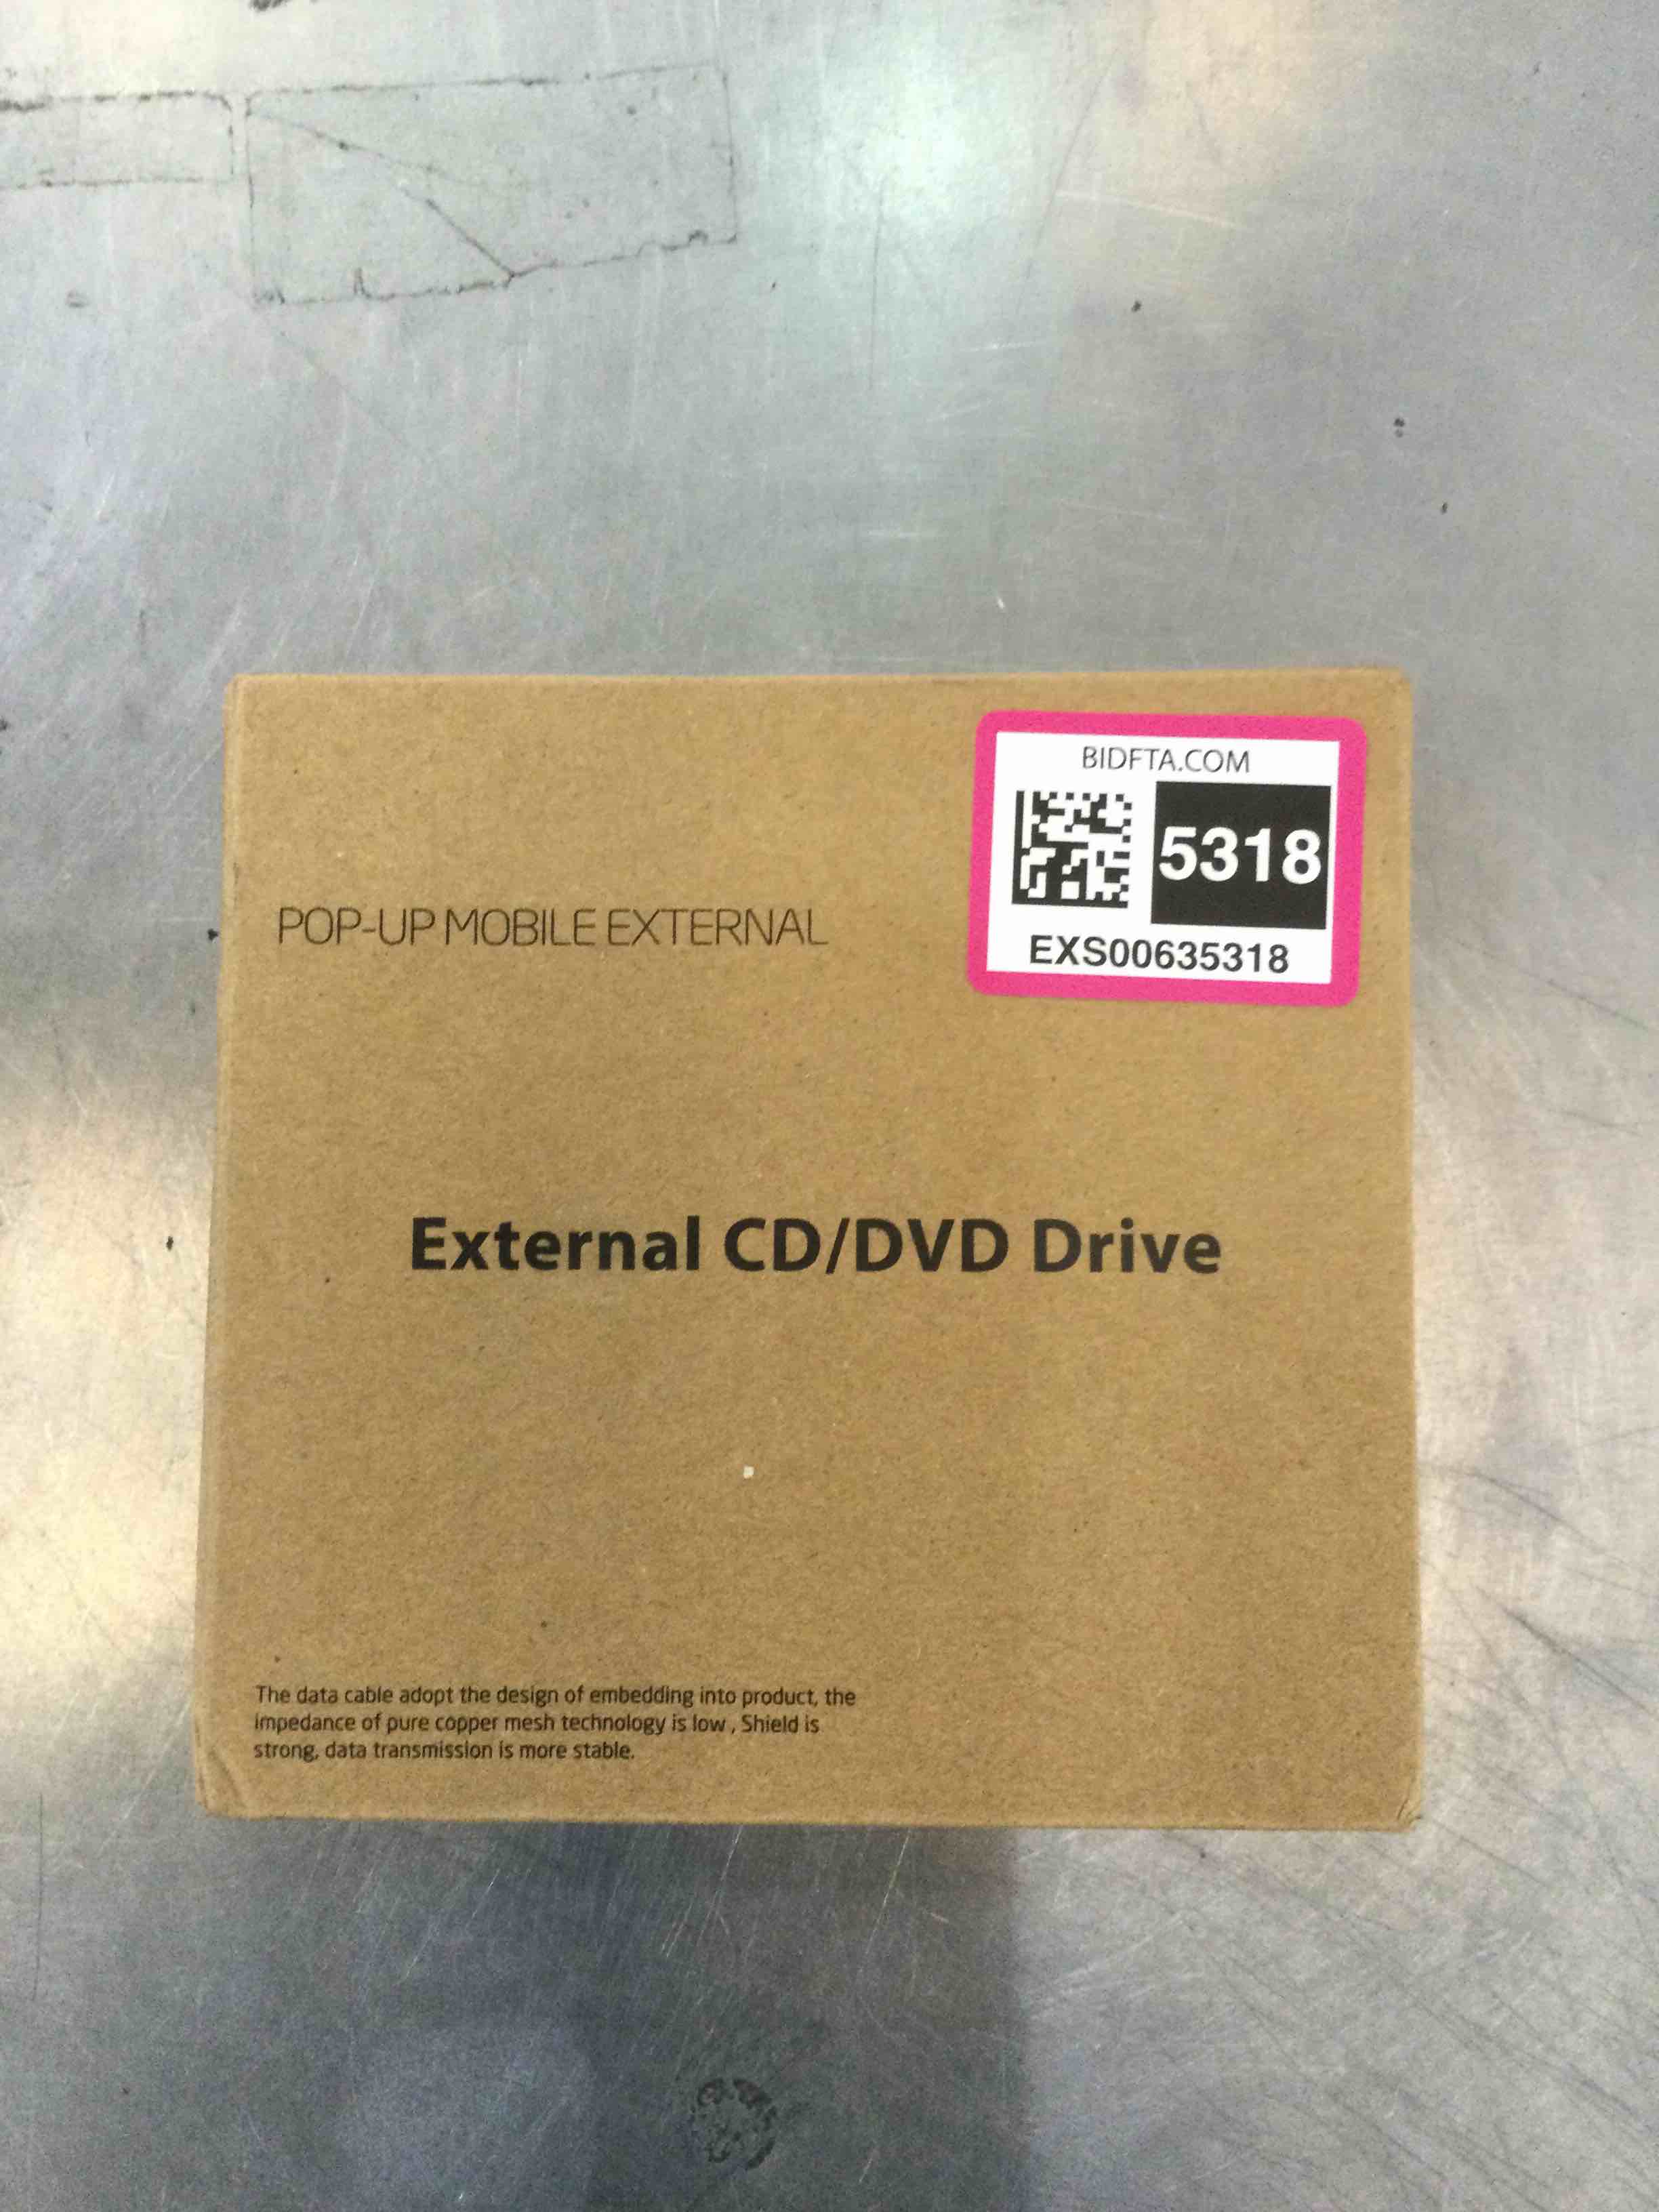 BIDFTA.COM
5318
EXS00635318
POP-UP MOBILE EXTERNAL
External CD/DVD Drive
The data cable adopt the design of embedding into product, the
impedance of pure copper mesh technology is low , Shield is
strong, data transmission is more stable.